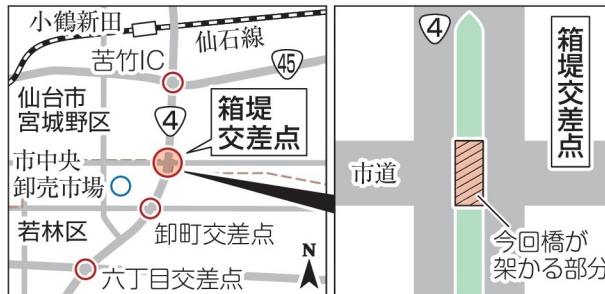 小鶴新田
仙石線
苦竹IC
45
仙台市
宮城野区
4
箱堤
交差点
市中央
卸売市場
若林区
卸町交差点
N
六丁目交差点
4
箱堤交差点
市道
今回橋が
架かる部分